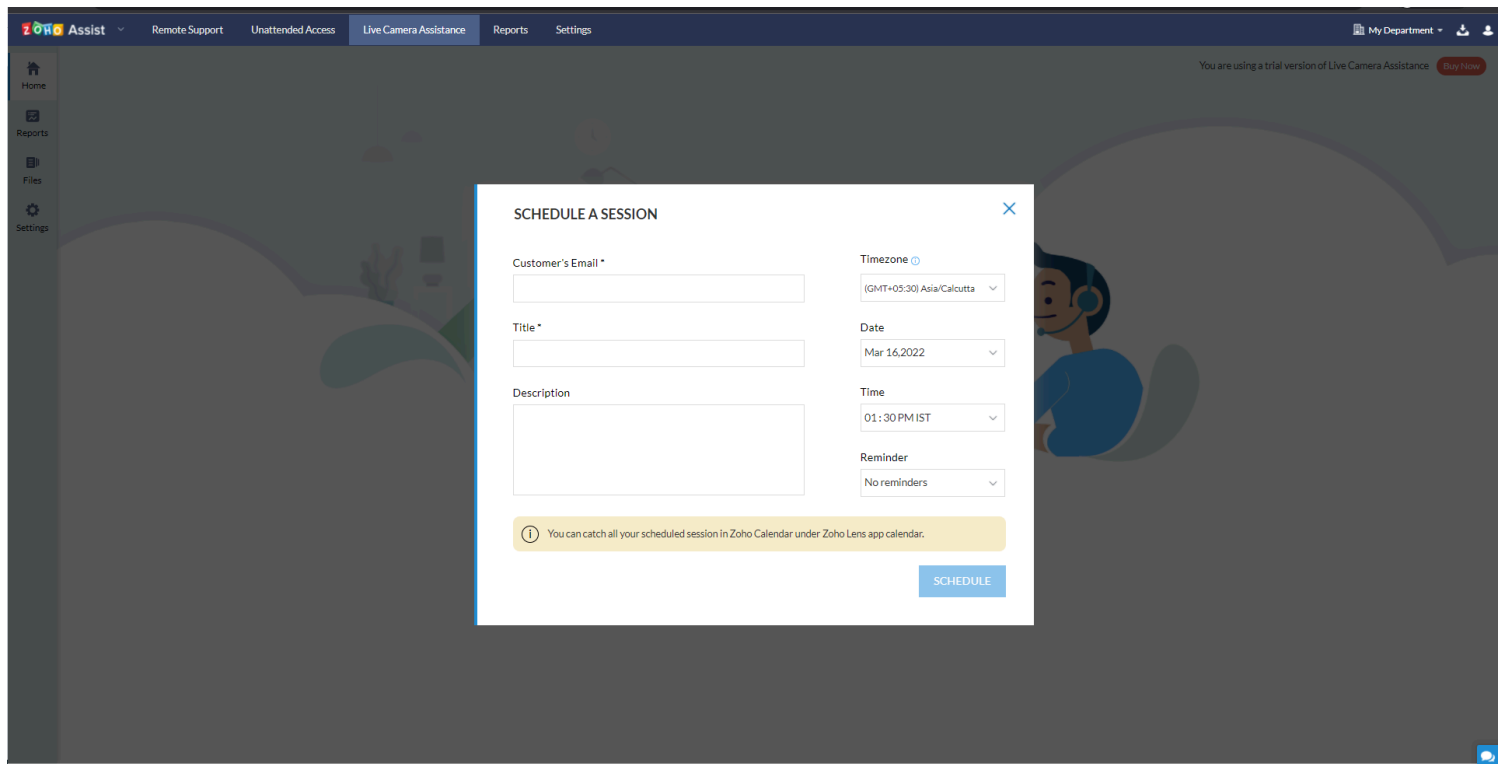 ZOHO Assist Remote Support Unattended Access Live Camera Assistance Reports Settings My Department
You are using a trial version of Live Camera Assistance Buy Now
Home
Reports
Files
Settings
SCHEDULE A SESSION
Customer's Email *
Title *
Description
Timezone
(GMT+05:30) Asia/Calcutta
Date
Mar 16,2022
Time
01 : 30 PM IST
Reminder
No reminders
You can catch all your scheduled session in Zoho Calendar under Zoho Lens app calendar.
SCHEDULE